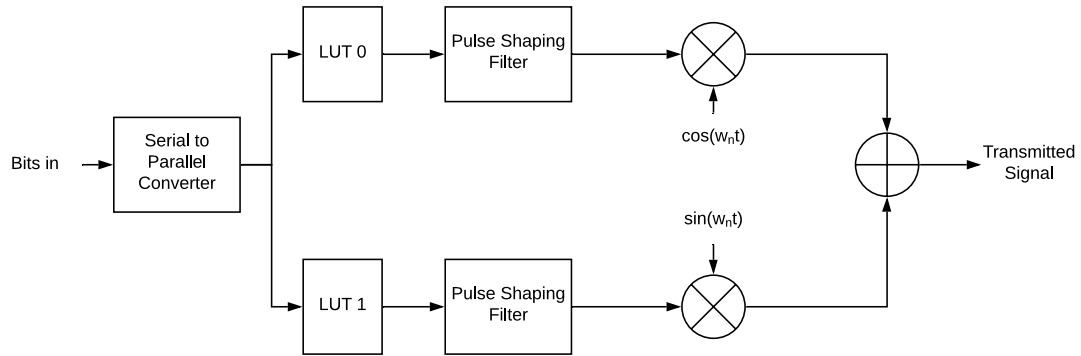 LUT 0
Pulse Shaping
Filter
cos(wnt)
Serial to
Parallel
Converter
Bits in
Transmitted
Signal
sin(wnt)
LUT 1
Pulse Shaping
Filter